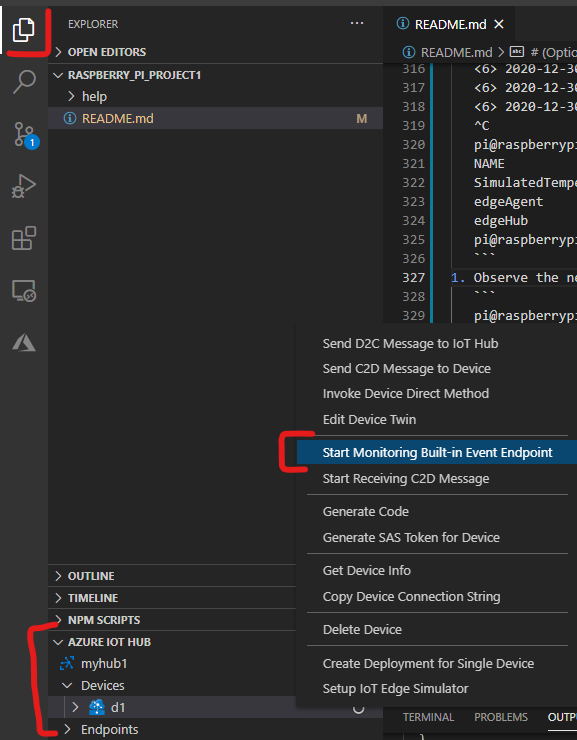 EXPLORER
···
README.md
OPEN EDITORS
README.md > # (Optio
RASPBERRY_PI_PROJECT1
help
README.md M
1
316 <6> 2020-12-30
317 <6> 2020-12-30
318 <6> 2020-12-30
319 ^C
320 pi@raspberrypi
321 NAME
322 SimulatedTempe
323 edgeAgent
324 edgeHub
325 pi@raspberrypi
326 ```
327 1. Observe the ne
328 ```
329 pi@raspberrypi
Send D2C Message to IoT Hub
Send C2D Message to Device
Invoke Device Direct Method
Edit Device Twin
Start Monitoring Built-in Event Endpoint
Start Receiving C2D Message
Generate Code
Generate SAS Token for Device
Get Device Info
Copy Device Connection String
Delete Device
Create Deployment for Single Device
Setup IoT Edge Simulator
OUTLINE
TIMELINE
NPM SCRIPTS
AZURE IOT HUB
myhub1
Devices
d1
Endpoints
TERMINAL PROBLEMS OUTP
}